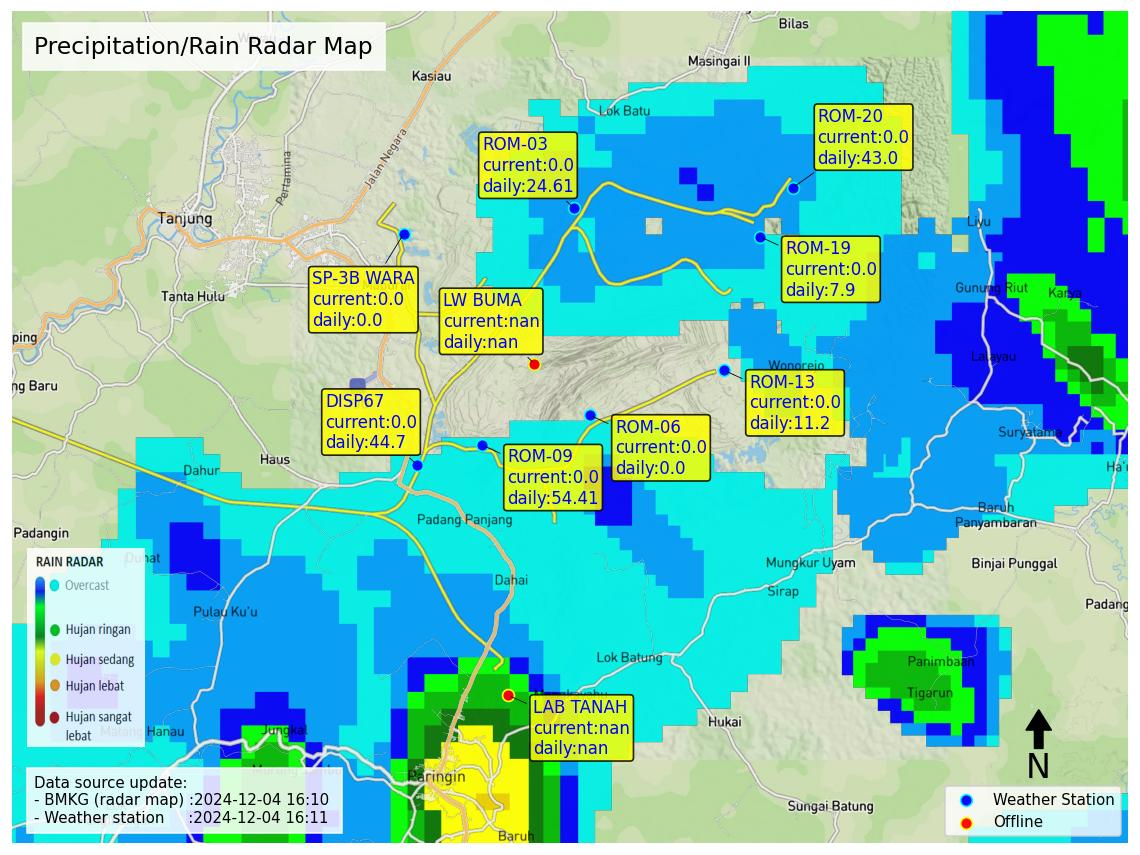 Precipitation/Rain Radar Map
Bilas
Masingai II
Kasiau
Lok Batu
ROM-20
current:0.0
daily:43.0
ROM-03
current:0.0
daily:24.61
Jalan Negara
Pertamina
Tanjung
Liyu
ROM-19
current:0.0
daily:7.9
SP-3B WARA
current:0.0
daily:0.0
Tanta Hulu
LW BUMA
current:nan
daily:nan
Gunung Riut
Karya
ping
Lalayau
Wonorejo
ng Baru
ROM-13
current:0.0
daily:11.2
DISP67
current:0.0
daily:44.7
ROM-06
current:0.0
daily:0.0
Suryatama
ROM-09
current:0.0
daily:54.41
Haus
Dahur
Ha'u
Baruh
Panyambaran
Padang Panjang
Padangin
RAIN RADAR
Overcast
Hujan ringan
Hujan sedang
Hujan lebat
Hujan sangat
lebat
Mungkur Uyam
Binjai Punggal
Dahai
Sirap
Pulau Ku'u
Padang
Lok Batung
Panimbaan
Tigarun
LAB TANAH
current:nan
daily:nan
Hukai
Jungkal
Matang Hanau
N
Paringin
Data source update:
- BMKG (radar map) :2024-12-04 16:10
- Weather station :2024-12-04 16:11
Sungai Batung
Baruh
Weather Station
Offline